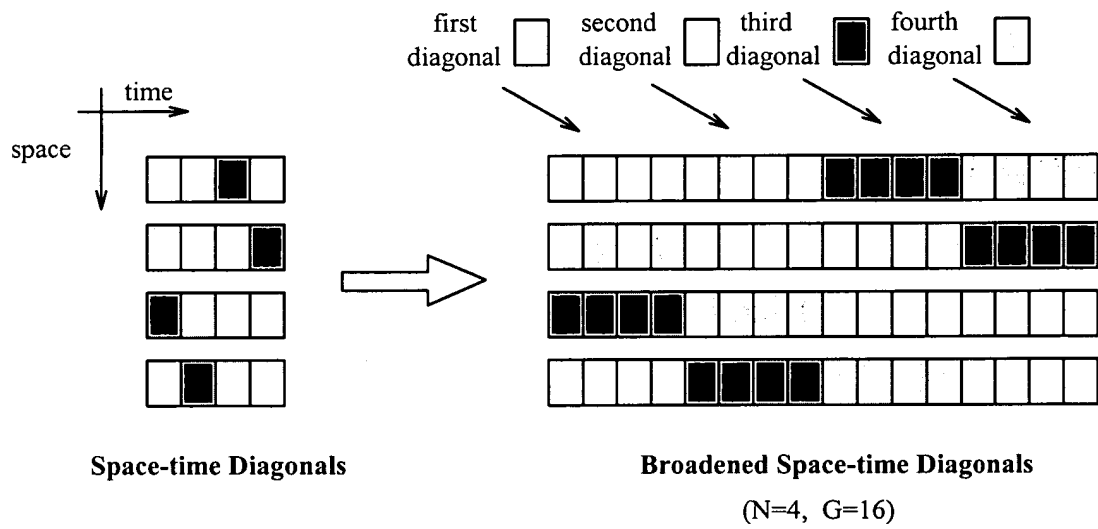 first second third fourth
diagonal diagonal diagonal diagonal
time
space
Space-time Diagonals
Broadened Space-time Diagonals
(N=4, G=16)